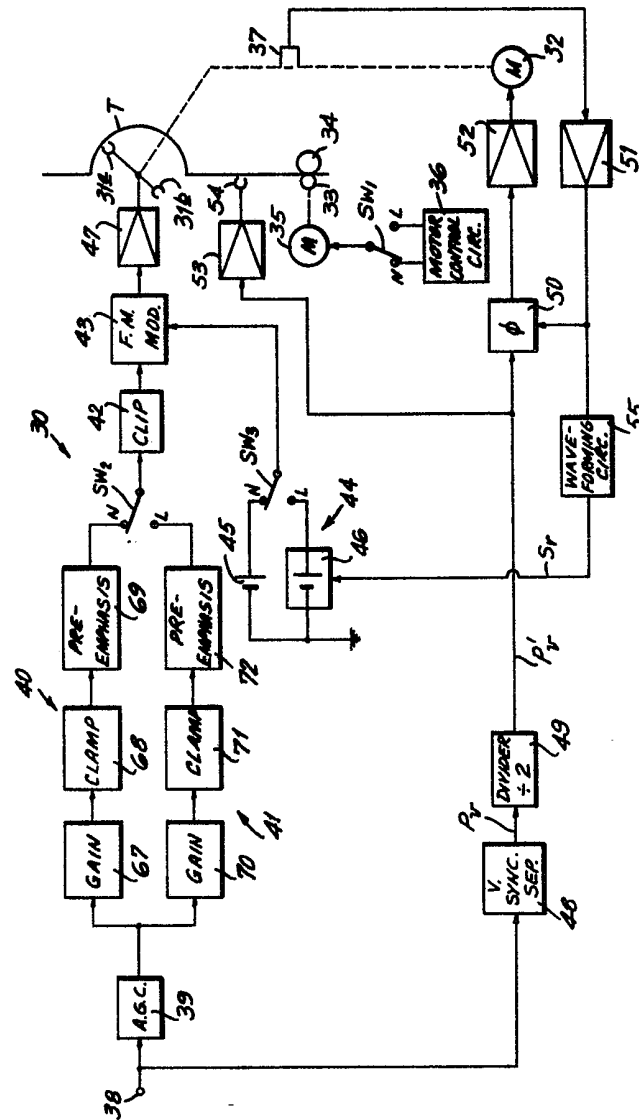 30
38
A.G.C.
39
40
GAIN
67
CLAMP
68
PRE-
EMPHASIS
69
GAIN
70
CLAMP
71
PRE-
EMPHASIS
72
41
N
SW2
L
CLIP
42
F.M.
MOD.
43
47
31a
31b
T
37
45
N
SW3
L
46
44
53
54
35
M
33
34
SW1
N
L
MOTOR
CONTROL
CIRC.
36
V.
SYNC.
SEP.
48
Pv
DIVIDER
÷ 2
49
P'v
Sr
ϕ
50
52
M
32
WAVE-
FORMING
CIRC.
55
51